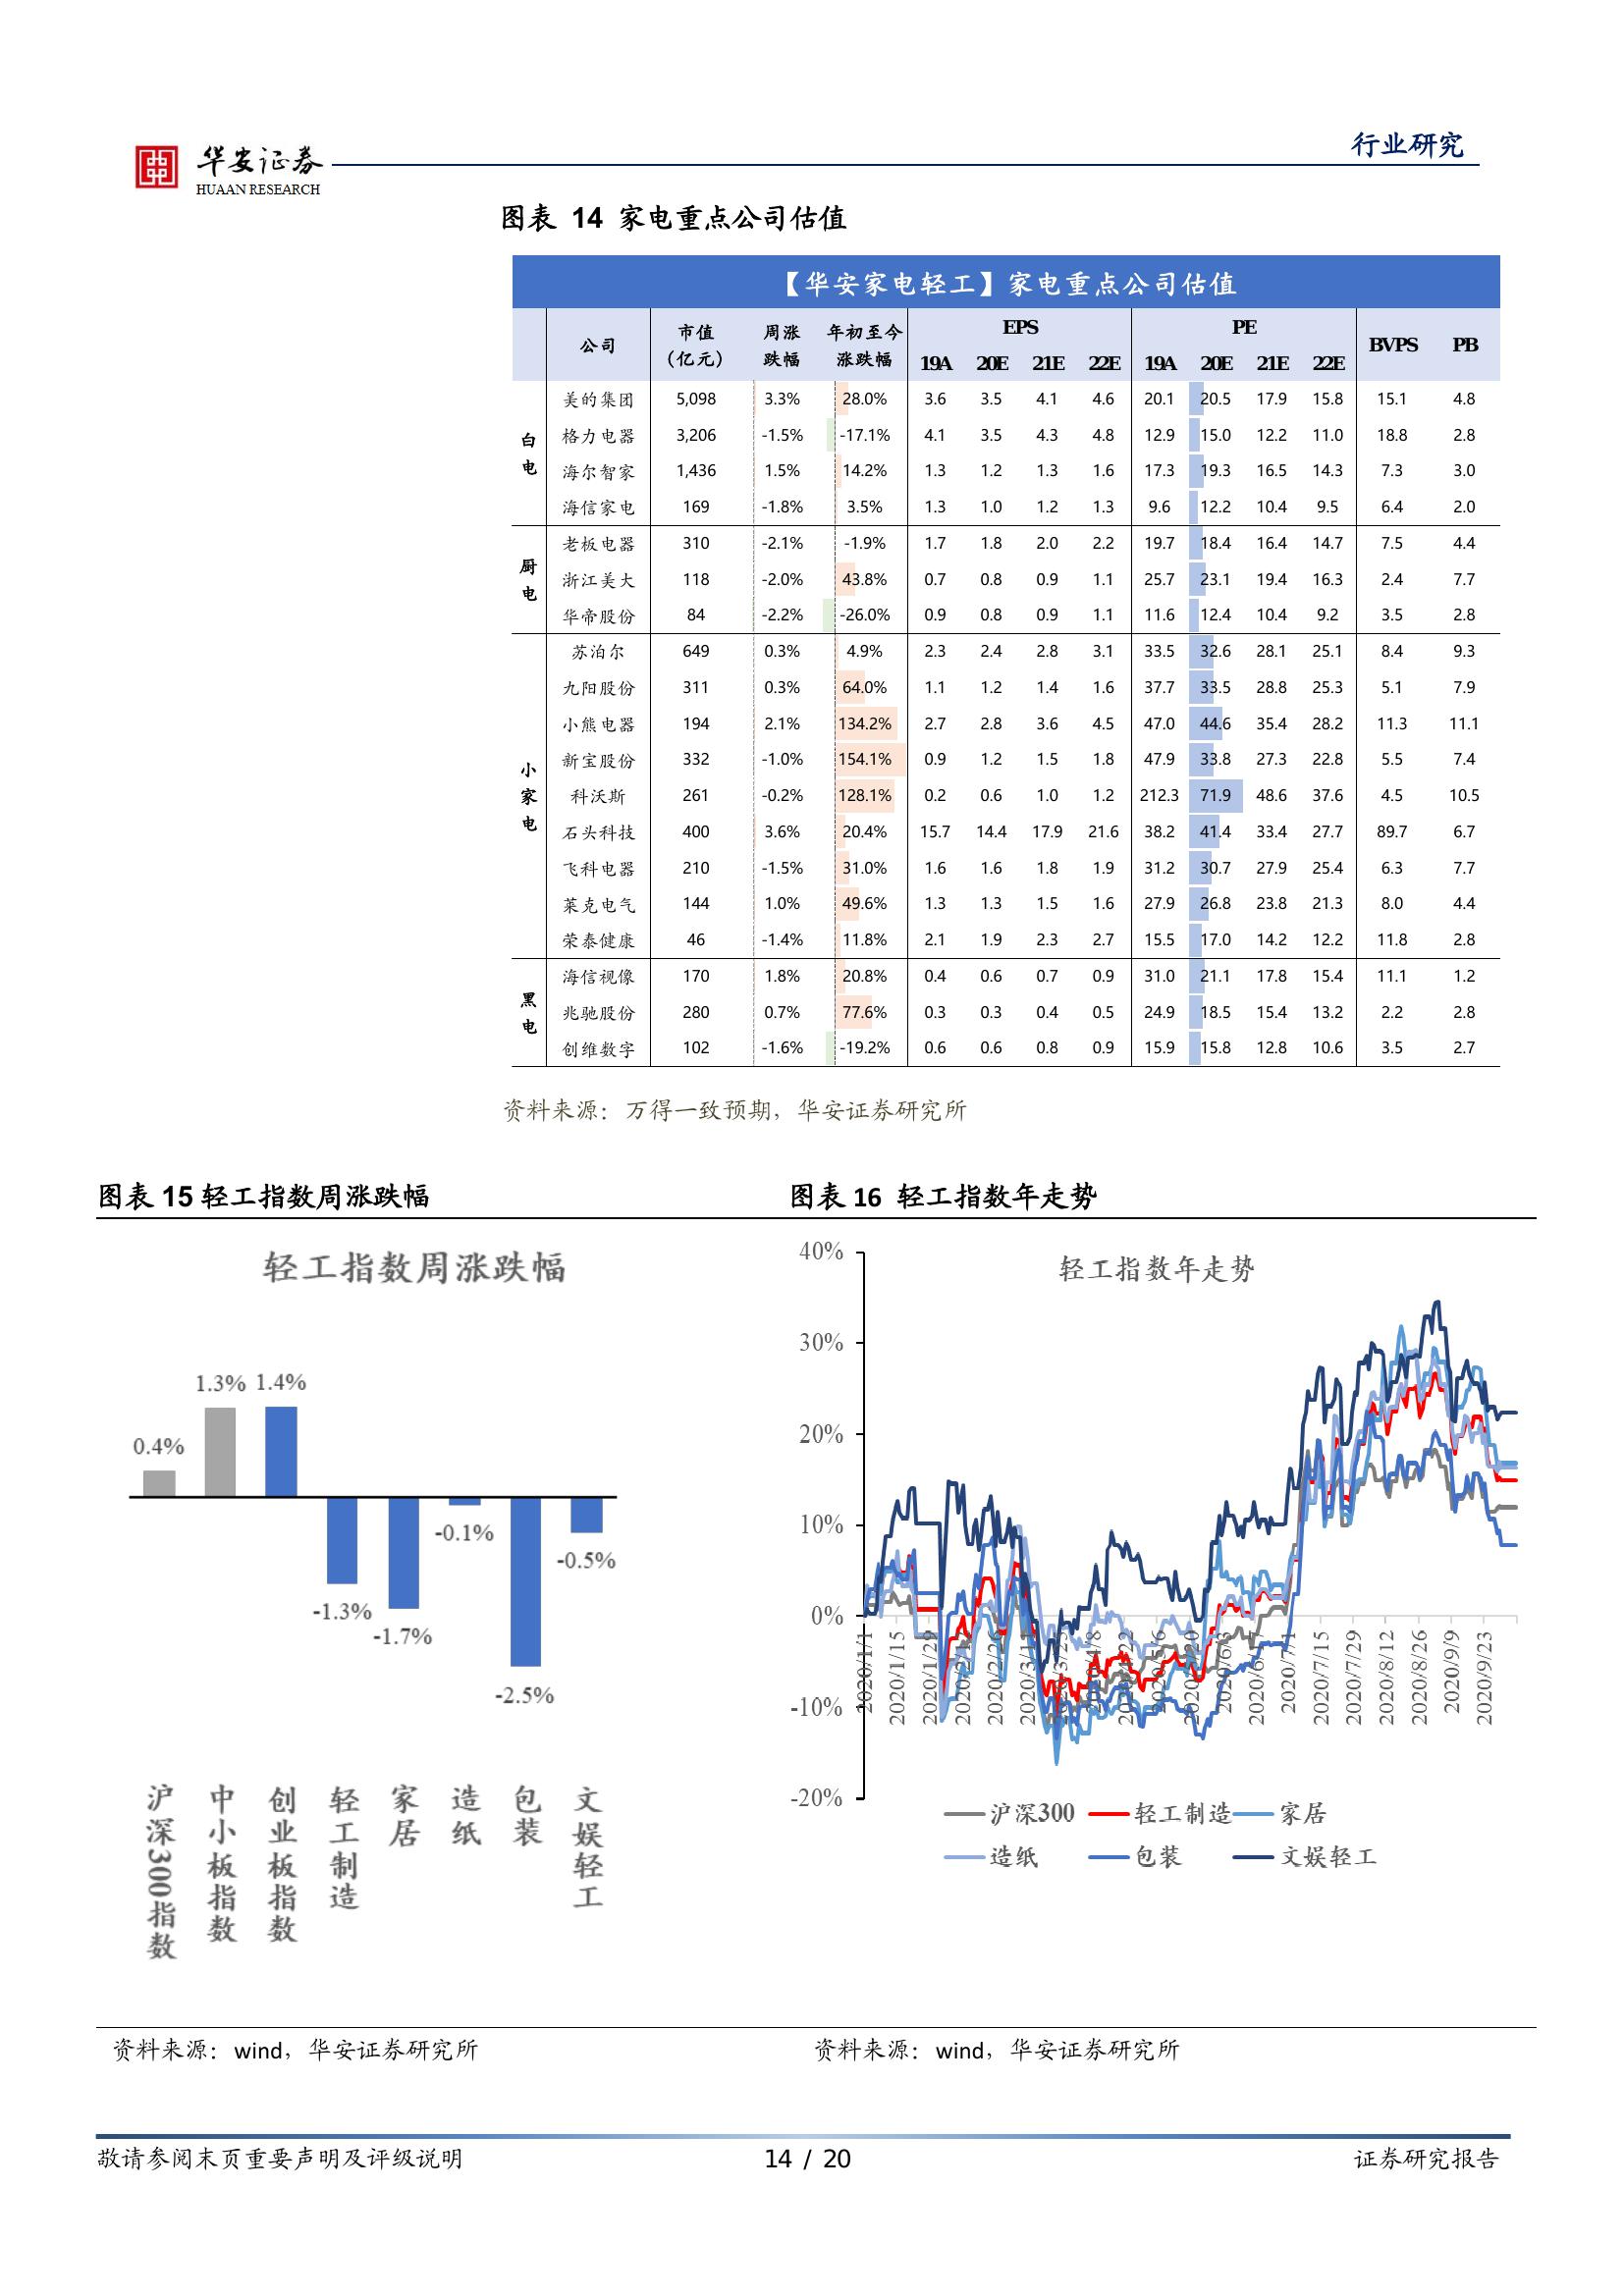 华安证券
HUAAN RESEARCH
行业研究
图表 14 家电重点公司估值
【华安家电轻工】家电重点公司估值
公司 市值（亿元） 周涨跌幅 年初至今涨跌幅 EPS PE BVPS PB
19A 20E 21E 22E 19A 20E 21E 22E
白电
美的集团 5,098 3.3% 28.0% 3.6 3.5 4.1 4.6 20.1 20.5 17.9 15.8 15.1 4.8
格力电器 3,206 -1.5% -17.1% 4.1 3.5 4.3 4.8 12.9 15.0 12.2 11.0 18.8 2.8
海尔智家 1,436 1.5% 14.2% 1.3 1.2 1.3 1.6 17.3 19.3 16.5 14.3 7.3 3.0
海信家电 169 -1.8% 3.5% 1.3 1.0 1.2 1.3 9.6 12.2 10.4 9.5 6.4 2.0
厨电
老板电器 310 -2.1% -1.9% 1.7 1.8 2.0 2.2 19.7 18.4 16.4 14.7 7.5 4.4
浙江美大 118 -2.0% 43.8% 0.7 0.8 0.9 1.1 25.7 23.1 19.4 16.3 2.4 7.7
华帝股份 84 -2.2% -26.0% 0.9 0.8 0.9 1.1 11.6 12.4 10.4 9.2 3.5 2.8
小家电
苏泊尔 649 0.3% 4.9% 2.3 2.4 2.8 3.1 33.5 32.6 28.1 25.1 8.4 9.3
九阳股份 311 0.3% 64.0% 1.1 1.2 1.4 1.6 37.7 33.5 28.8 25.3 5.1 7.9
小熊电器 194 2.1% 134.2% 2.7 2.8 3.6 4.5 47.0 44.6 35.4 28.2 11.3 11.1
新宝股份 332 -1.0% 154.1% 0.9 1.2 1.5 1.8 47.9 33.8 27.3 22.8 5.5 7.4
科沃斯 261 -0.2% 128.1% 0.2 0.6 1.0 1.2 212.3 71.9 48.6 37.6 4.5 10.5
石头科技 400 3.6% 20.4% 15.7 14.4 17.9 21.6 38.2 41.4 33.4 27.7 89.7 6.7
飞科电器 210 -1.5% 31.0% 1.6 1.6 1.8 1.9 31.2 30.7 27.9 25.4 6.3 7.7
莱克电气 144 1.0% 49.6% 1.3 1.3 1.5 1.6 27.9 26.8 23.8 21.3 8.0 4.4
荣泰健康 46 -1.4% 11.8% 2.1 1.9 2.3 2.7 15.5 17.0 14.2 12.2 11.8 2.8
黑电
海信视像 170 1.8% 20.8% 0.4 0.6 0.7 0.9 31.0 21.1 17.8 15.4 11.1 1.2
兆驰股份 280 0.7% 77.6% 0.3 0.3 0.4 0.5 24.9 18.5 15.4 13.2 2.2 2.8
创维数字 102 -1.6% -19.2% 0.6 0.6 0.8 0.9 15.9 15.8 12.8 10.6 3.5 2.7
资料来源：万得一致预期，华安证券研究所
图表 15 轻工指数周涨跌幅
轻工指数周涨跌幅
0.4% 1.3% 1.4% -1.3% -1.7% -0.1% -2.5% -0.5%
沪深300指数
中小板指数
创业板指数
轻工制造
家居
造纸
包装
文娱轻工
图表 16 轻工指数年走势
轻工指数年走势
40%
30%
20%
10%
0%
-10%
-20%
2020/1/1
2020/1/15
2020/1/29
2020/6/3
2020/7/1
2020/7/15
2020/7/29
2020/8/12
2020/8/26
2020/9/9
2020/9/23
沪深300 轻工制造 家居
造纸 包装 文娱轻工
资料来源：wind，华安证券研究所
资料来源：wind，华安证券研究所
敬请参阅末页重要声明及评级说明
14 / 20
证券研究报告